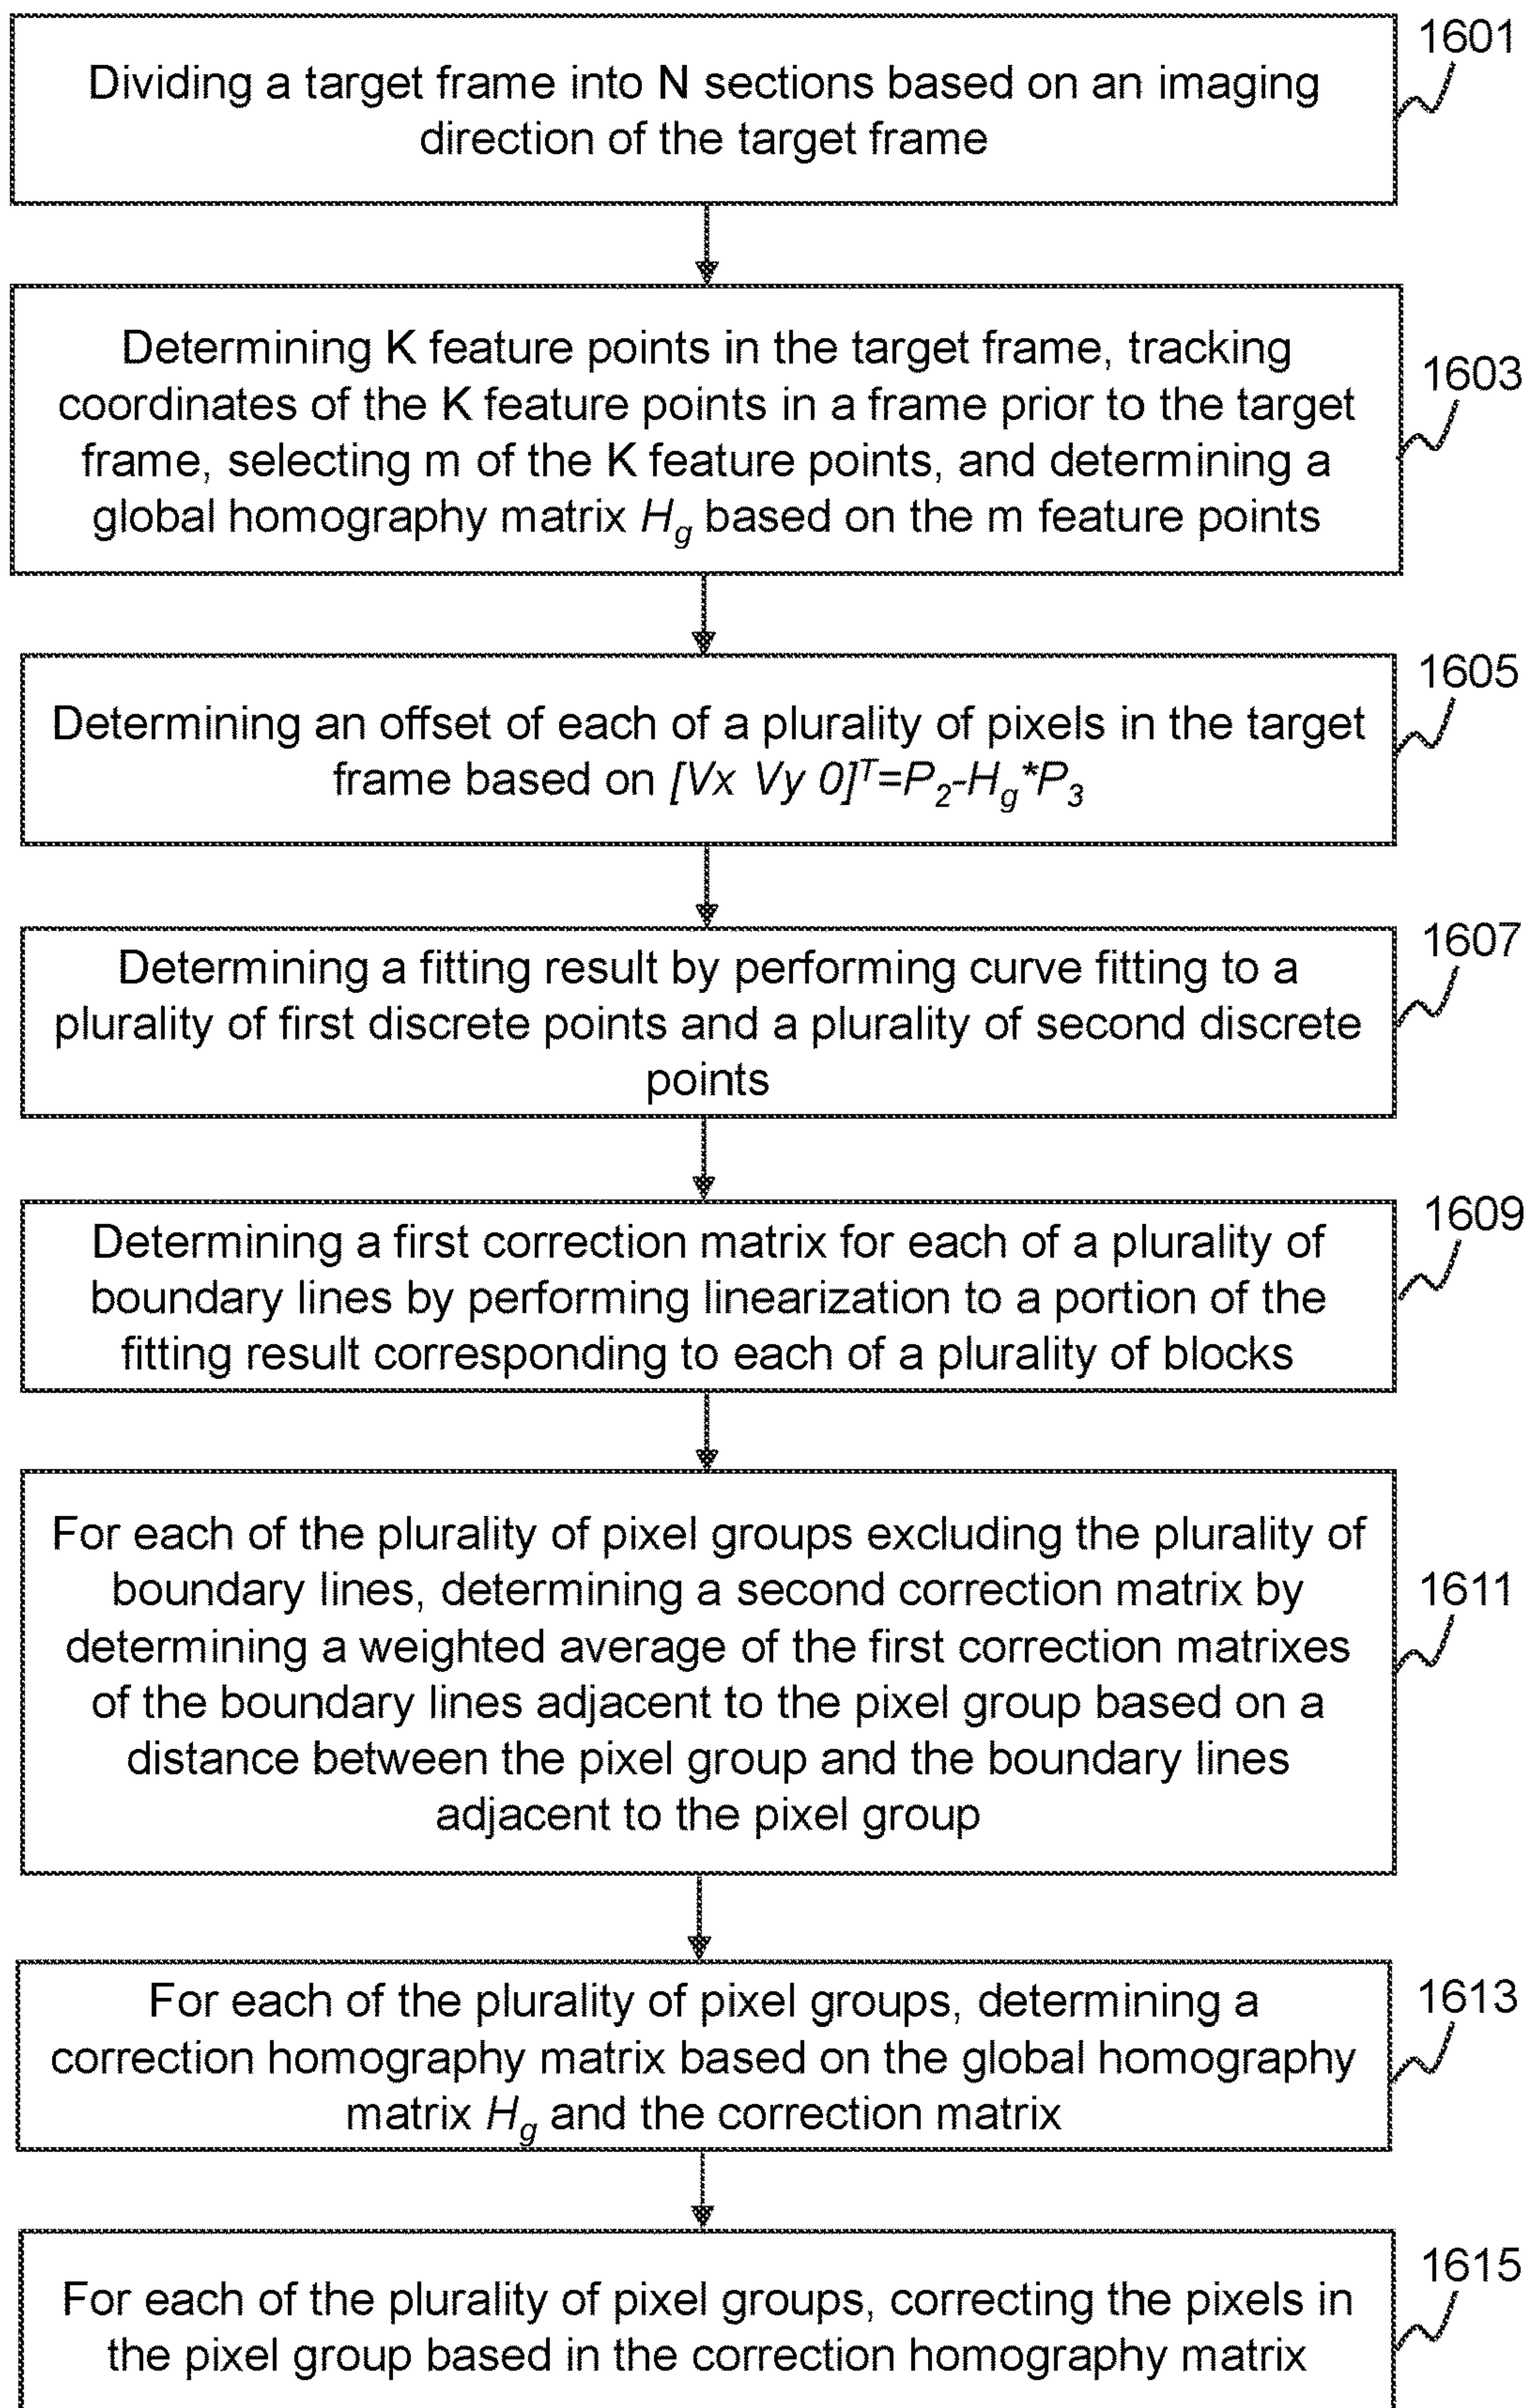 1601
Dividing a target frame into N sections based on an imaging
direction of the target frame
1603
Determining K feature points in the target frame, tracking
coordinates of the K feature points in a frame prior to the target
frame, selecting m of the K feature points, and determining a
global homography matrix Hg based on the m feature points
1605
Determining an offset of each of a plurality of pixels in the target
frame based on [Vx Vy 0]T=P2-Hg*P3
1607
Determining a fitting result by performing curve fitting to a
plurality of first discrete points and a plurality of second discrete
points
1609
Determining a first correction matrix for each of a plurality of
boundary lines by performing linearization to a portion of the
fitting result corresponding to each of a plurality of blocks
For each of the plurality of pixel groups excluding the plurality of
boundary lines, determining a second correction matrix by
1611
determining a weighted average of the first correction matrixes
of the boundary lines adjacent to the pixel group based on a
distance between the pixel group and the boundary lines
adjacent to the pixel group
1613
For each of the plurality of pixel groups, determining a
correction homography matrix based on the global homography
matrix Hg and the correction matrix
1615
For each of the plurality of pixel groups, correcting the pixels in
the pixel group based in the correction homography matrix